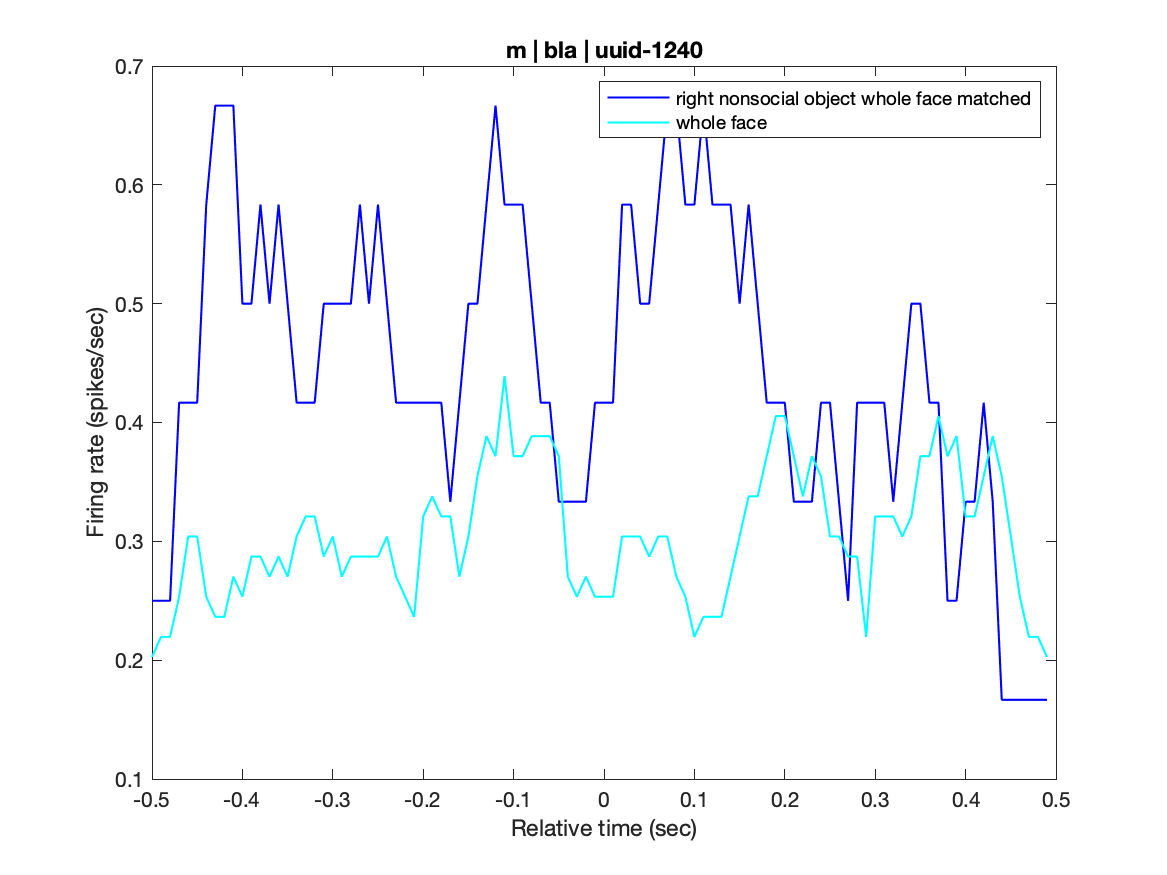 m | bla | uuid-1240
right nonsocial object whole face matched
whole face
Firing rate (spikes/sec)
0.7
0.6
0.5
0.4
0.3
0.2
0.1
-0.5 -0.4 -0.3 -0.2 -0.1 0 0.1 0.2 0.3 0.4 0.5
Relative time (sec)